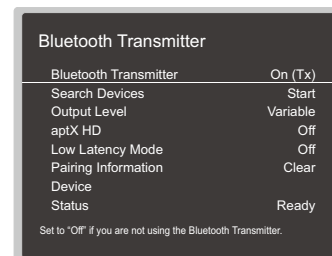 Bluetooth Transmitter
Bluetooth Transmitter On (Tx)
Search Devices Start
Output Level Variable
aptX HD Off
Low Latency Mode Off
Pairing Information Clear
Device
Status Ready
Set to “Off” if you are not using the Bluetooth Transmitter.